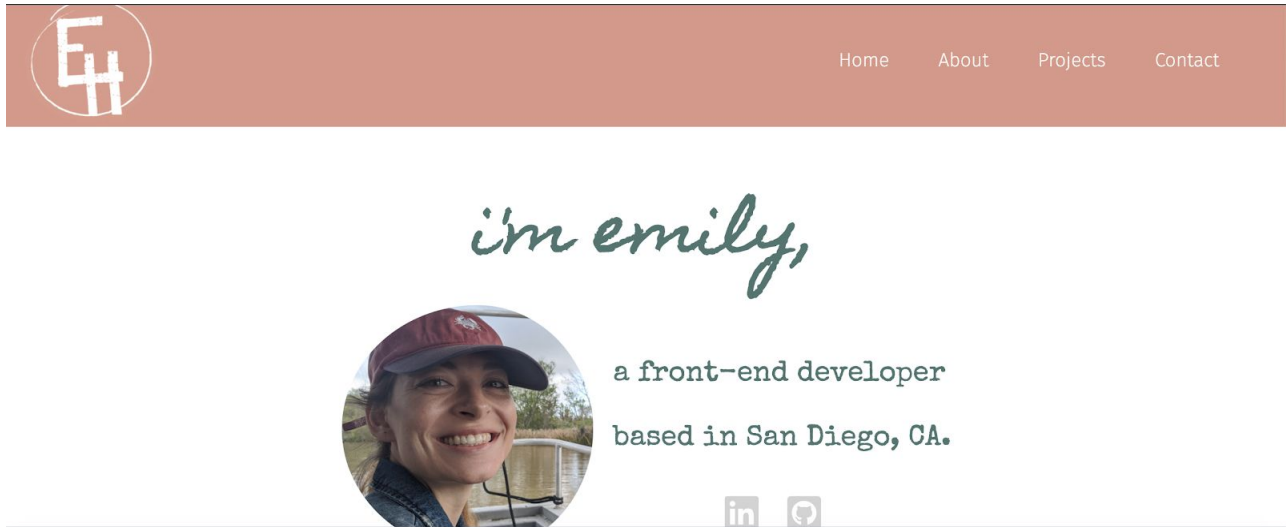 EH
Home About Projects Contact
i'm emily,
a front-end developer
based in San Diego, CA.
in